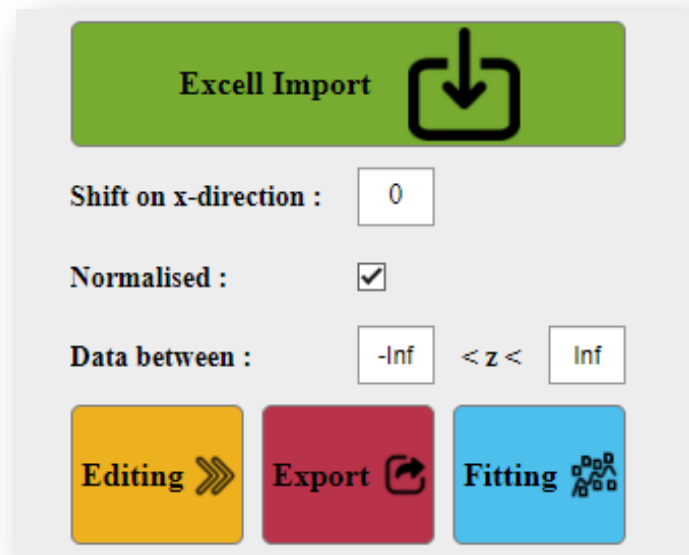 Excell Import
Shift on x-direction : 0
Normalised :
Data between : -Inf < z < Inf
Editing Export Fitting